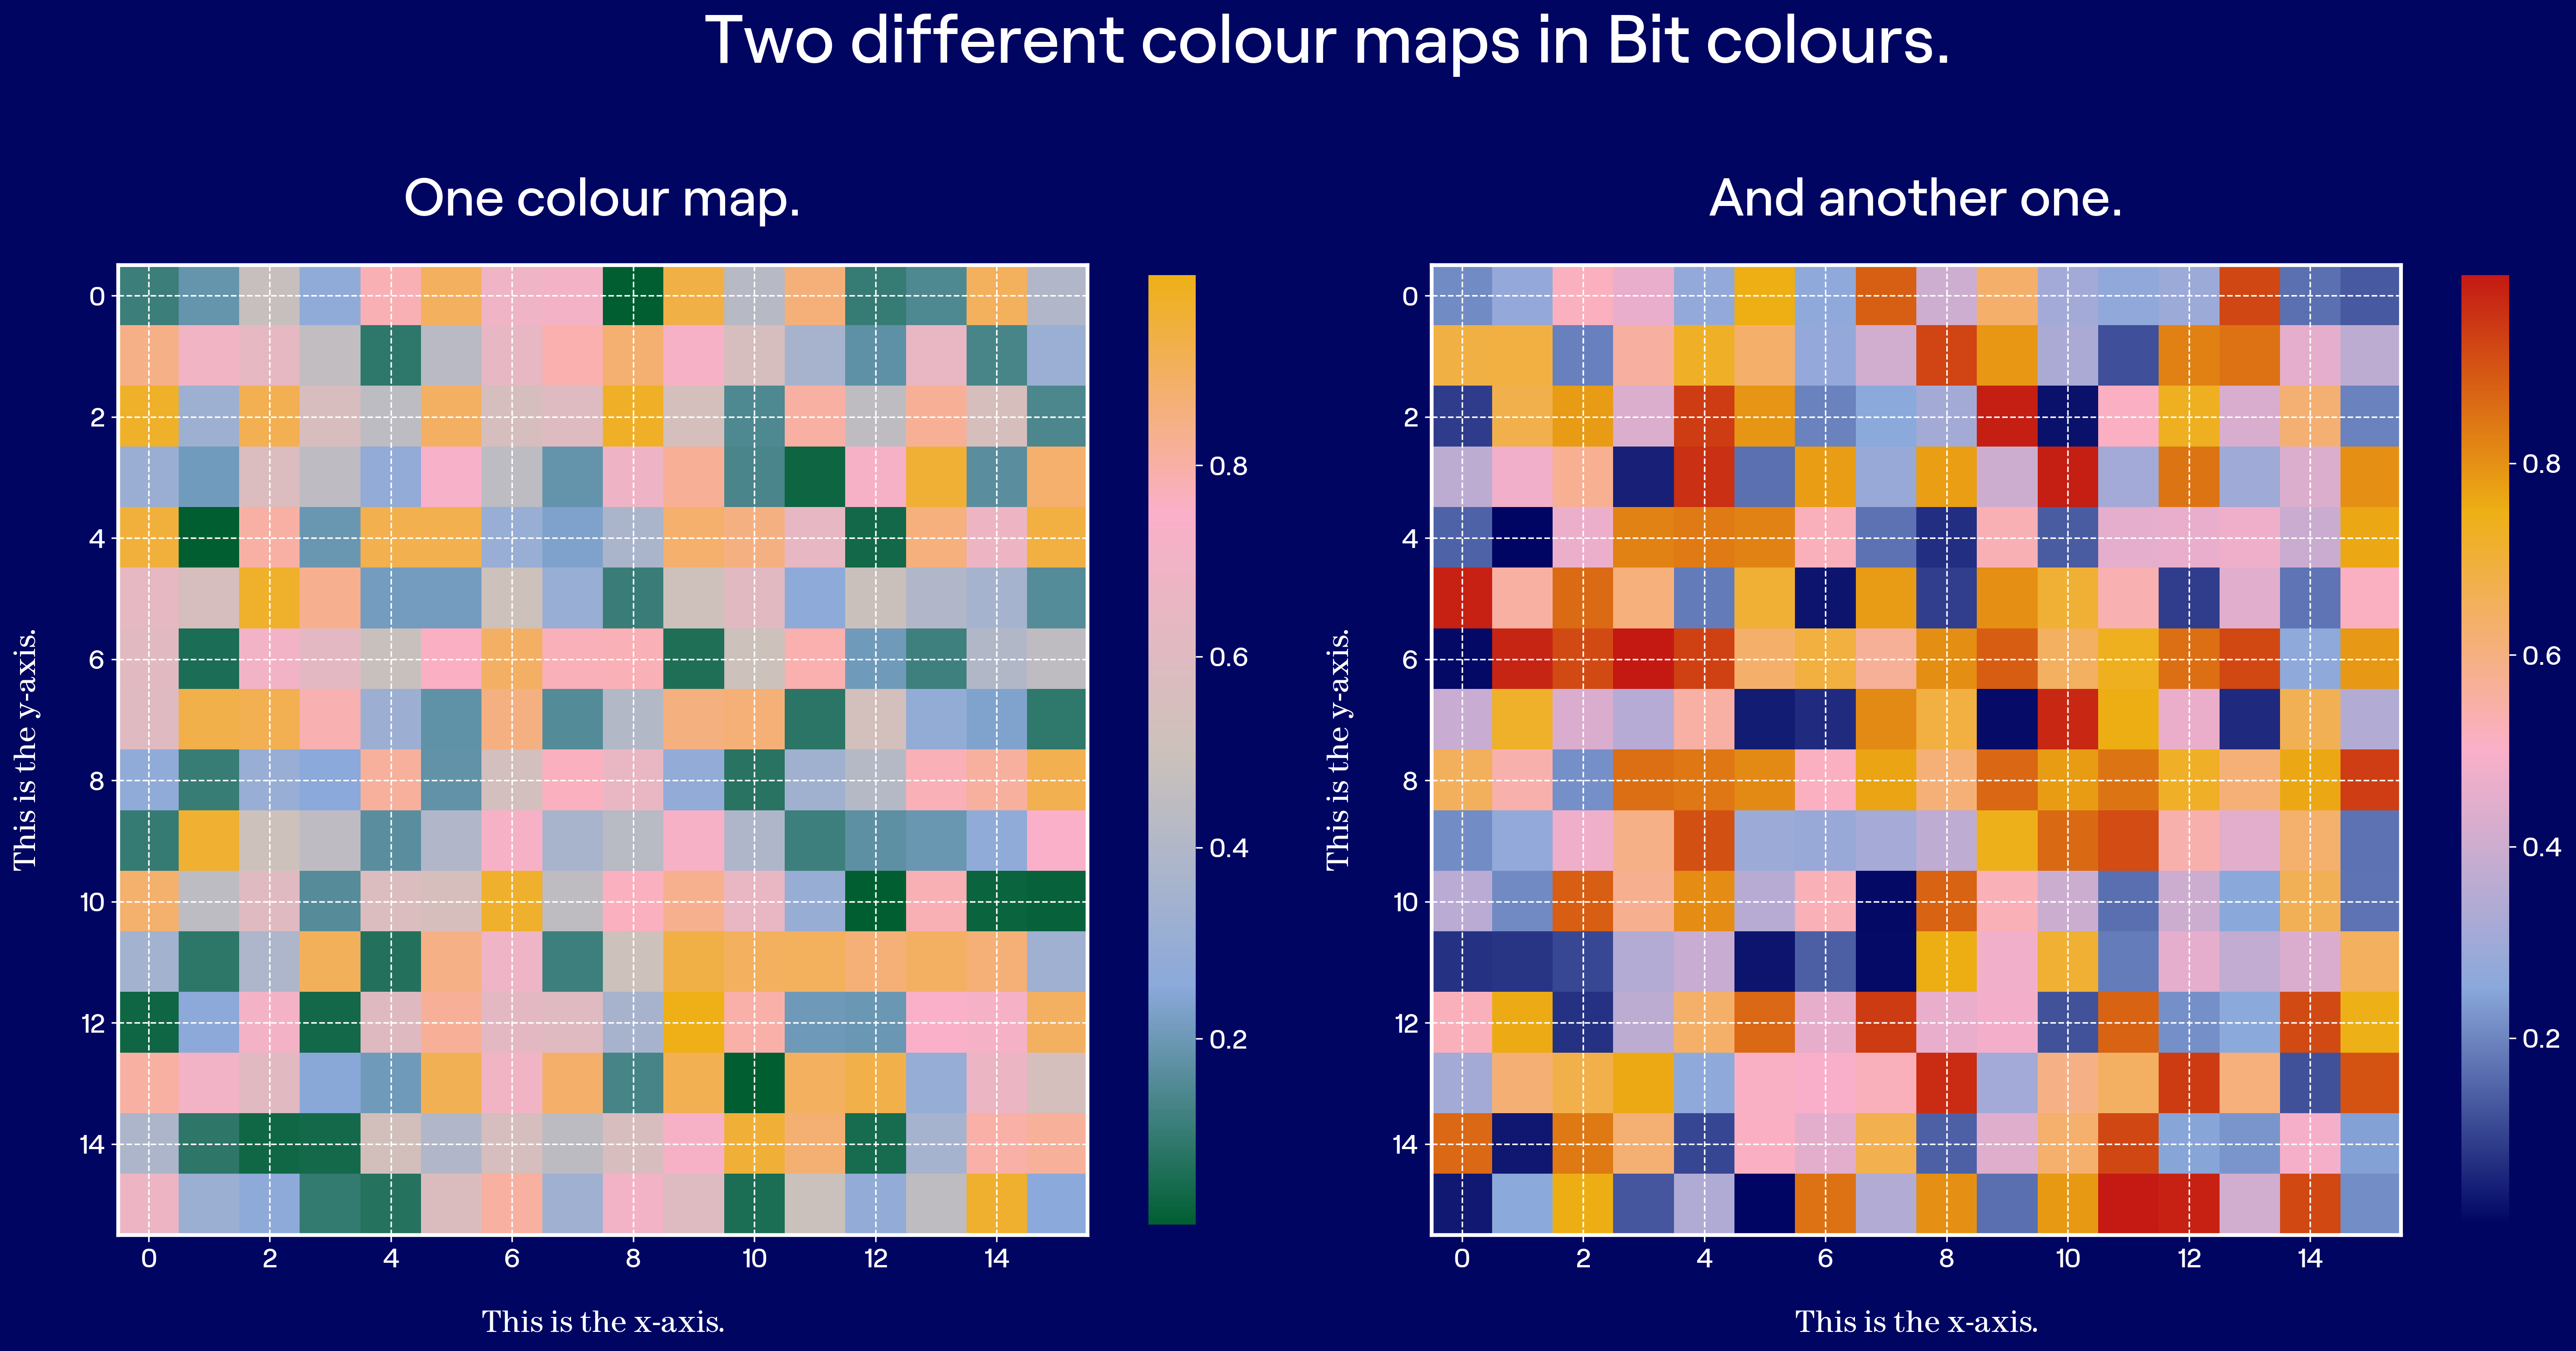 Two different colour maps in Bit colours.
One colour map.
0
2
4
6
8
10
12
14
This is the y-axis.
0 2 4 6 8 10 12 14
This is the x-axis.
0.8
0.6
0.4
0.2
And another one.
0
2
4
6
8
10
12
14
This is the y-axis.
0 2 4 6 8 10 12 14
This is the x-axis.
0.8
0.6
0.4
0.2